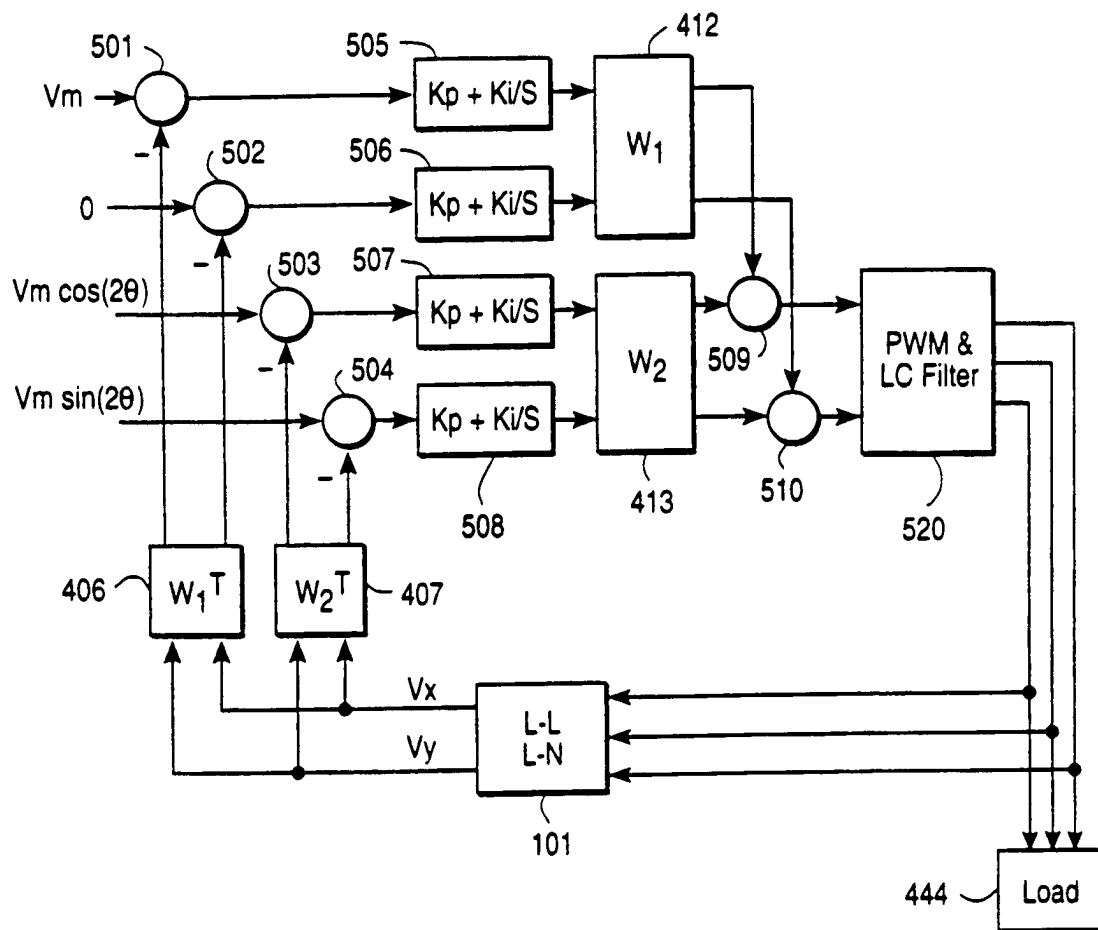 412
501
505
Vm
Kp + Ki/S
W1
–
502
506
0
Kp + Ki/S
–
503
507
Vm cos(2θ)
Kp + Ki/S
W2
509
PWM &
LC Filter
–
504
Vm sin(2θ)
Kp + Ki/S
–
508
413
510
520
406
W1T
W2T
407
Vx
L-L
L-N
Vy
101
444
Load